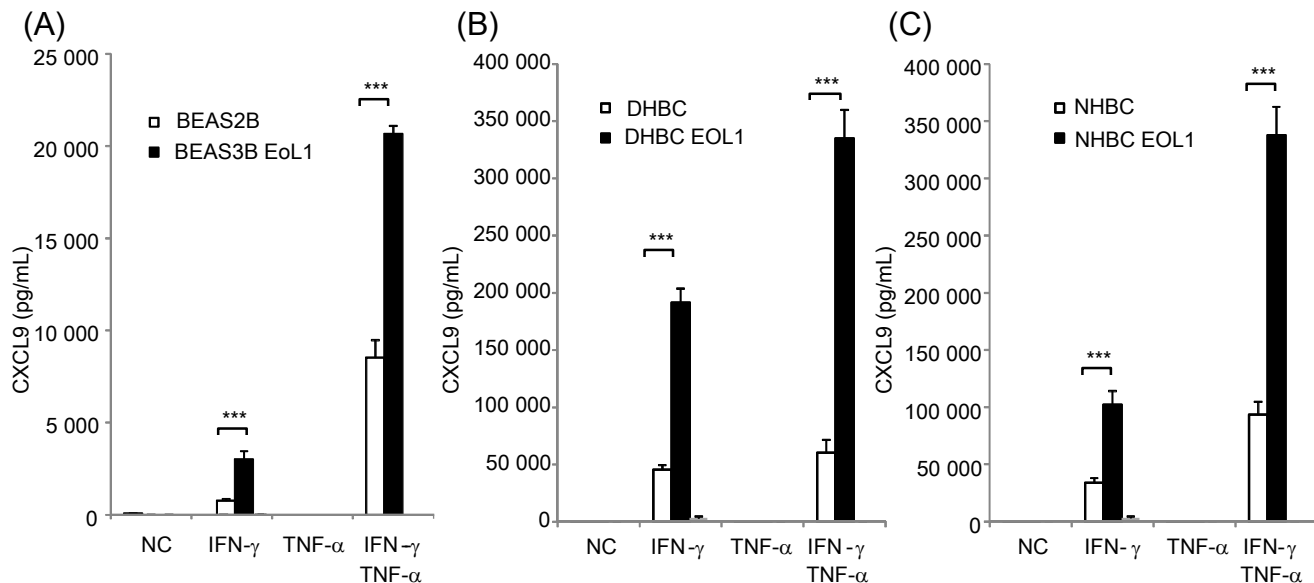 (A)
CXCL9 (pg/mL)
25 000
20 000
15 000
10 000
5 000
0
BEAS2B
BEAS3B EoL1
***
***
NC
IFN-γ
TNF-α
IFN-γ
TNF-α
(B)
CXCL9 (pg/mL)
400 000
350 000
300 000
250 000
200 000
150 000
100 000
50 000
0
DHBC
DHBC EOL1
***
***
NC
IFN-γ
TNF-α
IFN-γ
TNF-α
(C)
CXCL9 (pg/mL)
400 000
350 000
300 000
250 000
200 000
150 000
100 000
50 000
0
NHBC
NHBC EOL1
***
***
NC
IFN- γ
TNF-α
IFN-γ
TNF-α